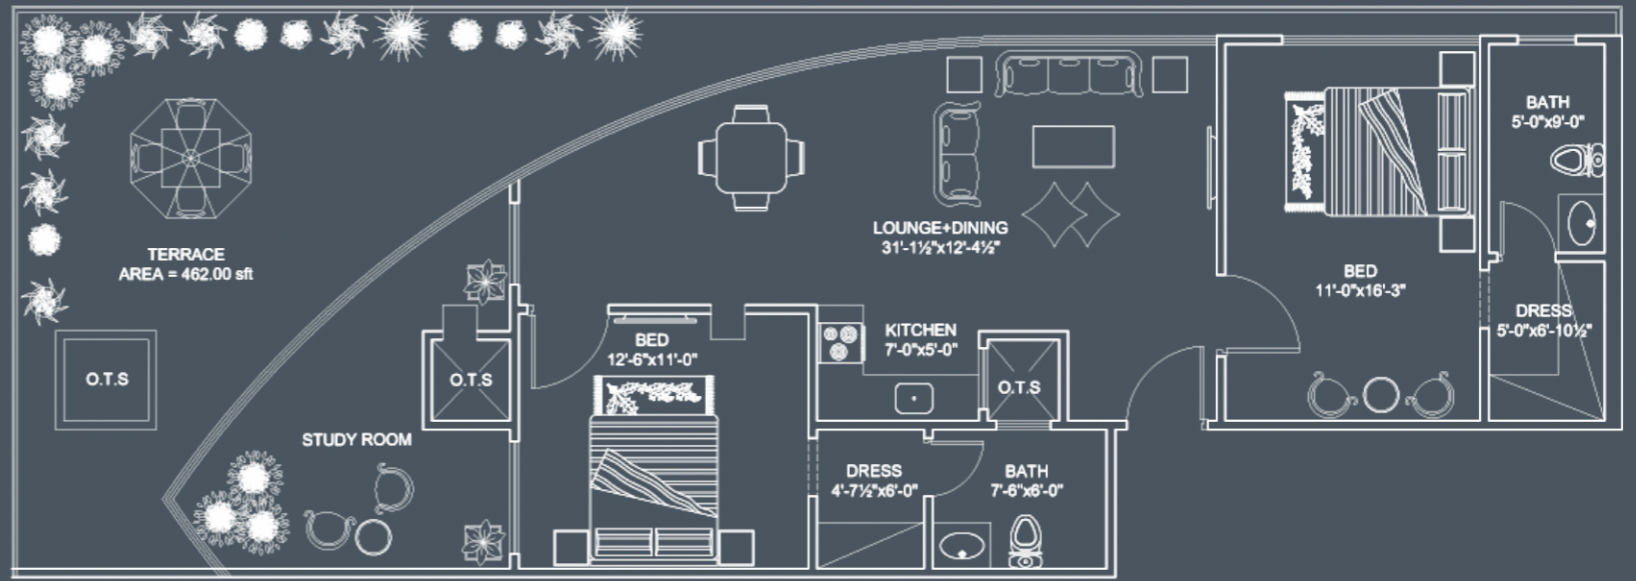 BATH
5'-0"x9'-0"
LOUNGE+DINING
31'-1½"x12'-4½"
TERRACE
AREA = 462.00 sft
BED
11'-0"x16'-3"
DRESS
5'-0"x6'-10½"
KITCHEN
7'-0"x5'-0"
BED
12'-6"x11'-0"
O.T.S
O.T.S
O.T.S
STUDY ROOM
DRESS
4'-7½"x6'-0"
BATH
7'-6"x6'-0"